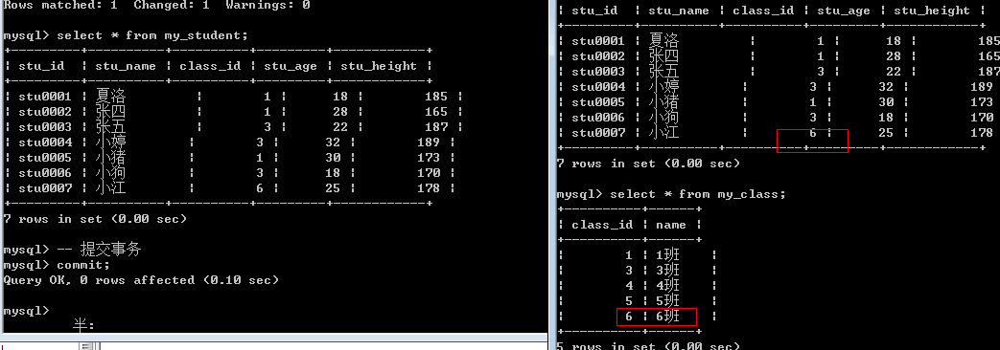 Rows matched: 1  Changed: 1  Warnings: 0
mysql> select * from my_student;
+----------+----------+----------+---------+------------+
| stu_id | stu_name | class_id | stu_age | stu_height |
+----------+----------+----------+---------+------------+
| stu0001 | 夏洛 | 1 | 18 | 185 |
| stu0002 | 张四 | 1 | 28 | 165 |
| stu0003 | 张五 | 3 | 22 | 187 |
| stu0004 | 小婷 | 3 | 32 | 189 |
| stu0005 | 小猪 | 1 | 30 | 173 |
| stu0006 | 小狗 | 3 | 18 | 170 |
| stu0007 | 小江 | 6 | 25 | 178 |
+----------+----------+----------+---------+------------+
7 rows in set (0.00 sec)
mysql> -- 提交事务
mysql> commit;
Query OK, 0 rows affected (0.10 sec)
mysql>
半:
| stu_id | stu_name | class_id | stu_age | stu_height |
+----------+----------+----------+---------+------------+
| stu0001 | 夏洛 | 1 | 18 | 185
| stu0002 | 张四 | 1 | 28 | 165
| stu0003 | 张五 | 3 | 22 | 187
| stu0004 | 小婷 | 3 | 32 | 189
| stu0005 | 小猪 | 1 | 30 | 173
| stu0006 | 小狗 | 3 | 18 | 170
| stu0007 | 小江 | 6 | 25 | 178
+----------+----------+----------+---------+------------+
7 rows in set (0.00 sec)
mysql> select * from my_class;
+----------+------+
| class_id | name |
+----------+------+
| 1 | 1班 |
| 3 | 3班 |
| 4 | 4班 |
| 5 | 5班 |
| 6 | 6班 |
+----------+------+
5 rows in set (0.00 sec)